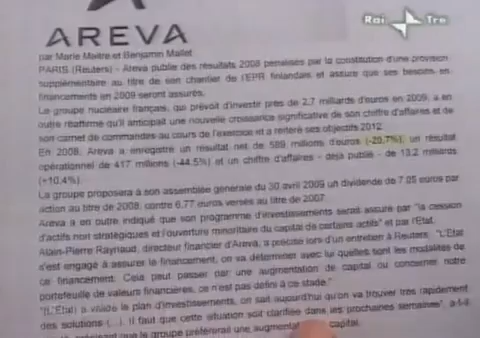 Rai Tre
AREVA
par Marie Maitre et Benjamin Mallet
PARIS (Reuters) - Areva publie des résultats 2008 pénalisés par la constitution d'une provision
supplémentaire au titre de son chantier de l'EPR finlandais et assure que ses besoins en
financements en 2009 seront assurés.
Le groupe nucléaire français, qui prévoit d'investir près de 2,7 milliards d'euros en 2009, a en
outre réaffirmé qu'il anticipait une nouvelle croissance significative de son chiffre d'affaires et de
son carnet de commandes au cours de l'exercice et a réitéré ses objectifs 2012.
En 2008, Areva a enregistré un résultat net de 589 millions d'euros (-20,7%), un résultat
opérationnel de 417 millions (-44,5%) et un chiffre d'affaires - déjà publié - de 13,2 milliards
(+10,4%).
Le groupe proposera à son assemblée générale du 30 avril 2009 un dividende de 7,05 euros par
action au titre de 2008, contre 6,77 euros versés au titre de 2007.
Areva a en outre indiqué que son programme d'investissements serait assuré par "la cession
d'actifs non stratégiques et l'ouverture minoritaire du capital de certains actifs" et par l'Etat.
Alain-Pierre Raynaud, directeur financier d'Areva, a précisé lors d'un entretien à Reuters : "L'Etat
s'est engagé à assurer le financement, on va déterminer avec lui quelles sont les modalités de
ce financement. Cela peut passer par une augmentation de capital ou concerner notre
portefeuille de valeurs financières, ce n'est pas défini à ce stade."
"(L'Etat) a validé le plan d'investissements, on sait aujourd'hui qu'on va trouver très rapidement
des solutions (...). Il faut que cette situation soit clarifiée dans les prochaines semaines", a-t-il
que le groupe préférerait une capital.